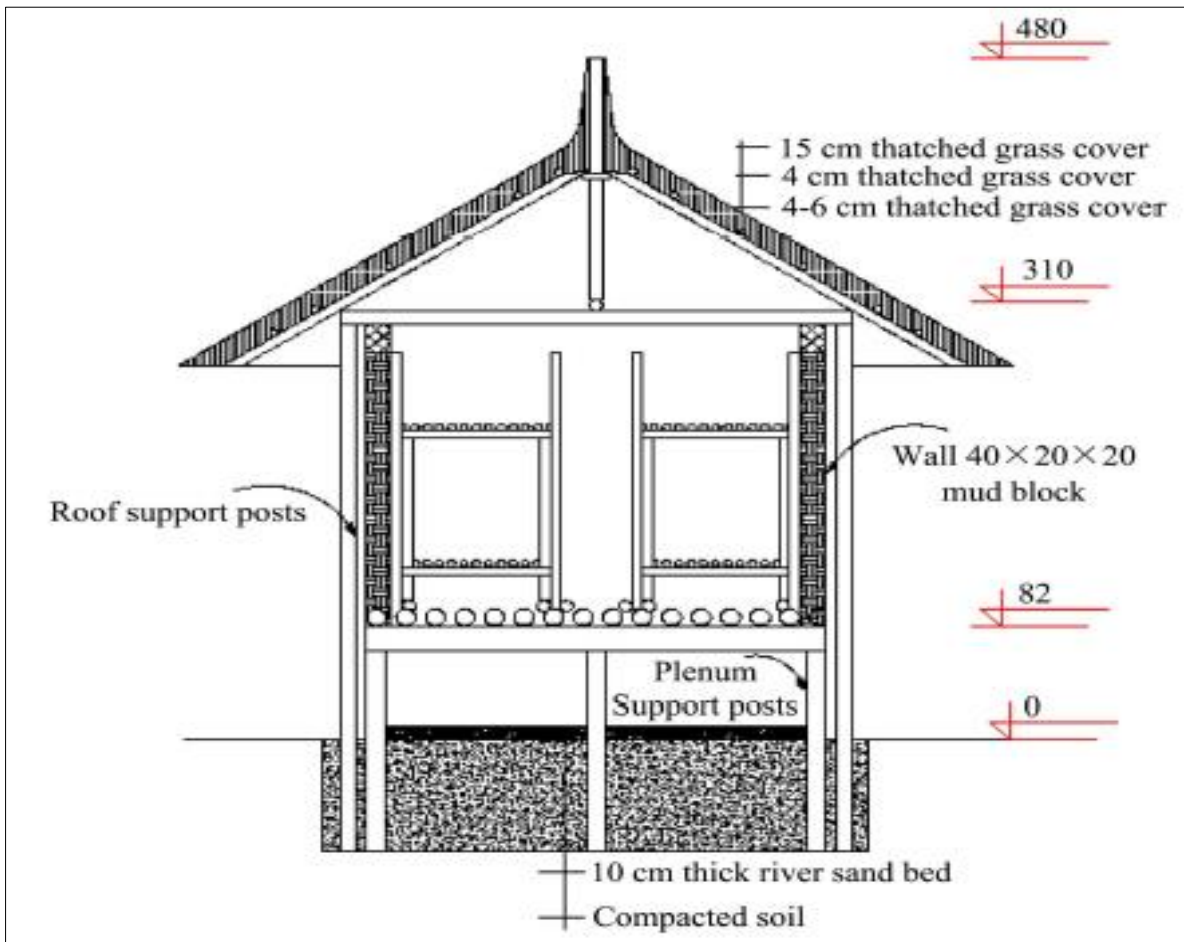 480
15 cm thatched grass cover
4 cm thatched grass cover
4-6 cm thatched grass cover
310
Wall 40×20×20
mud block
Roof support posts
82
Plenum
Support posts
0
10 cm thick river sand bed
Compacted soil